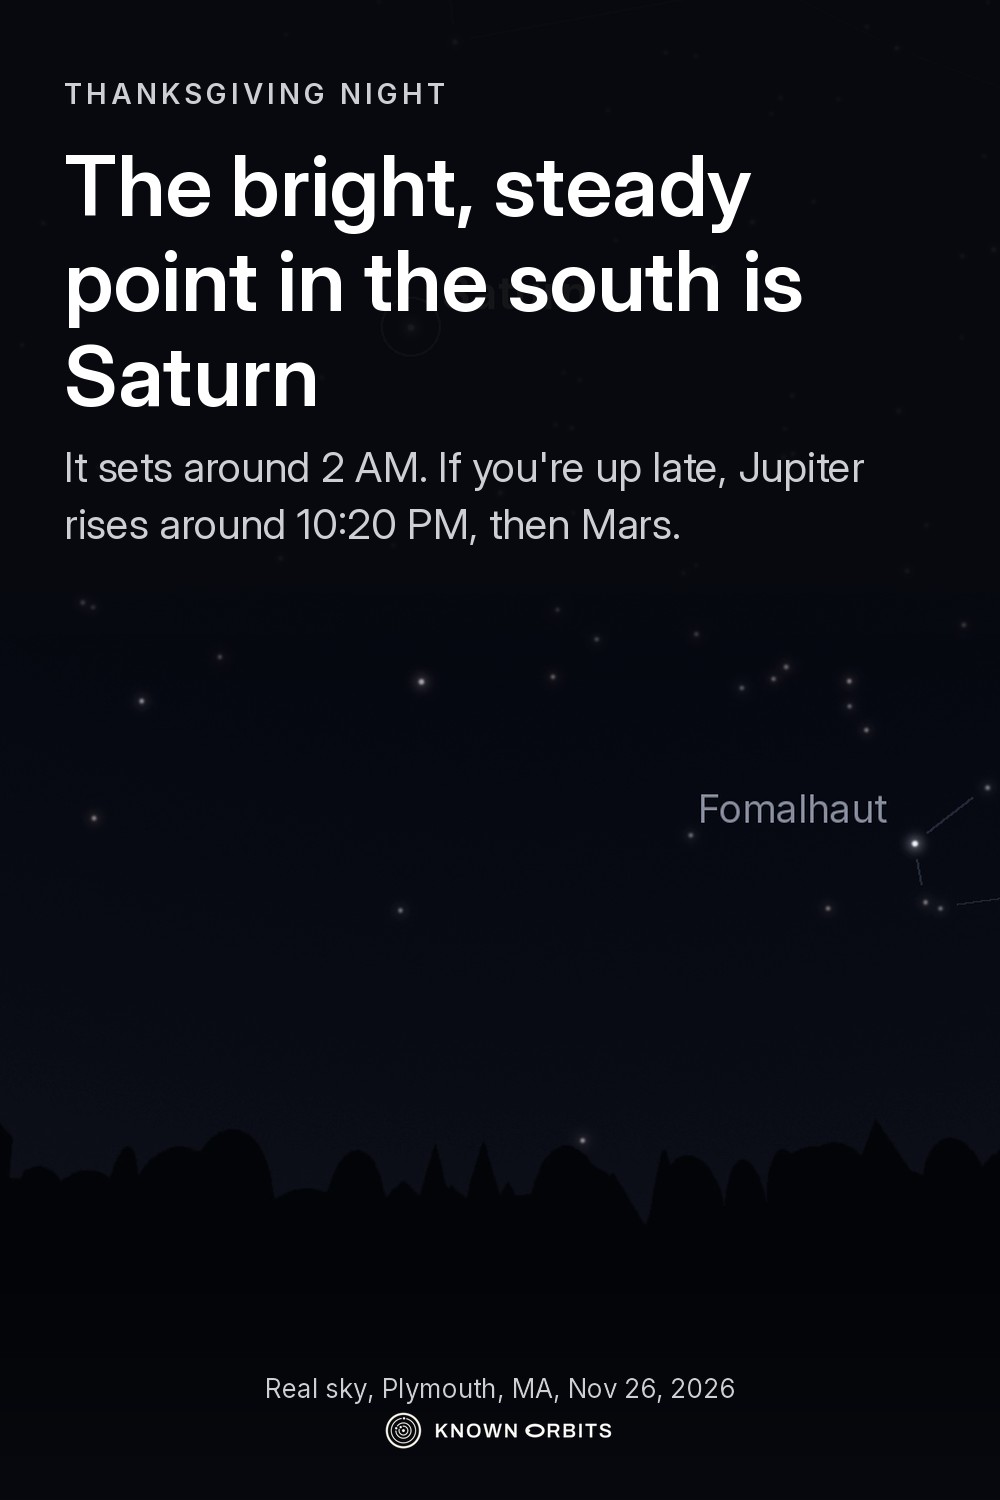 THANKSGIVING NIGHT
The bright, steady
point in the south is
Saturn
It sets around 2 AM. If you're up late, Jupiter
rises around 10:20 PM, then Mars.
Fomalhaut
Real sky, Plymouth, MA, Nov 26, 2026
KNOWN ORBITS